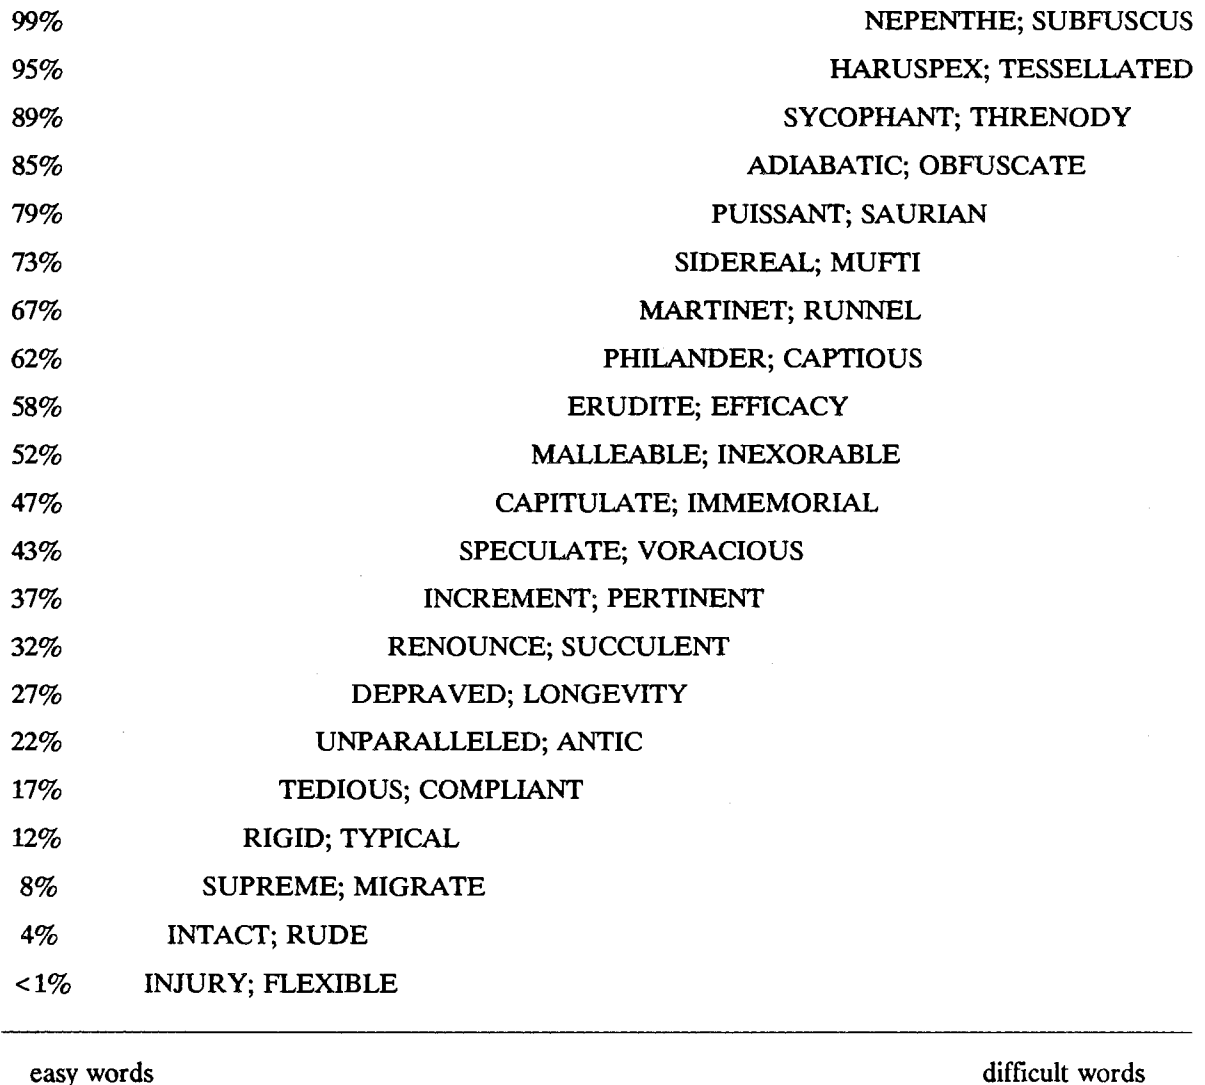 99% NEPENTHE; SUBFUSCUS
95% HARUSPEX; TESSELLATED
89% SYCOPHANT; THRENODY
85% ADIABATIC; OBFUSCATE
79% PUISSANT; SAURIAN
73% SIDEREAL; MUFTI
67% MARTINET; RUNNEL
62% PHILANDER; CAPTIOUS
58% ERUDITE; EFFICACY
52% MALLEABLE; INEXORABLE
47% CAPITULATE; IMMEMORIAL
43% SPECULATE; VORACIOUS
37% INCREMENT; PERTINENT
32% RENOUNCE; SUCCULENT
27% DEPRAVED; LONGEVITY
22% UNPARALLELED; ANTIC
17% TEDIOUS; COMPLIANT
12% RIGID; TYPICAL
8% SUPREME; MIGRATE
4% INTACT; RUDE
<1% INJURY; FLEXIBLE
easy words difficult words